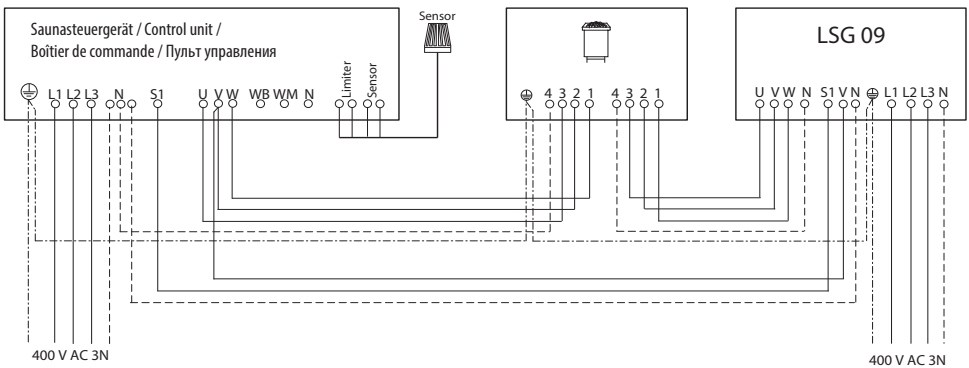 Saunasteuergerät / Control unit /
Boîtier de commande / Пульт управления
Sensor
LSG 09
Limiter
Sensor
L1 L2 L3 N S1 U V W WB WM N
4 3 2 1 4 3 2 1
U V W N S1 V N L1 L2 L3 N
400 V AC 3N
400 V AC 3N